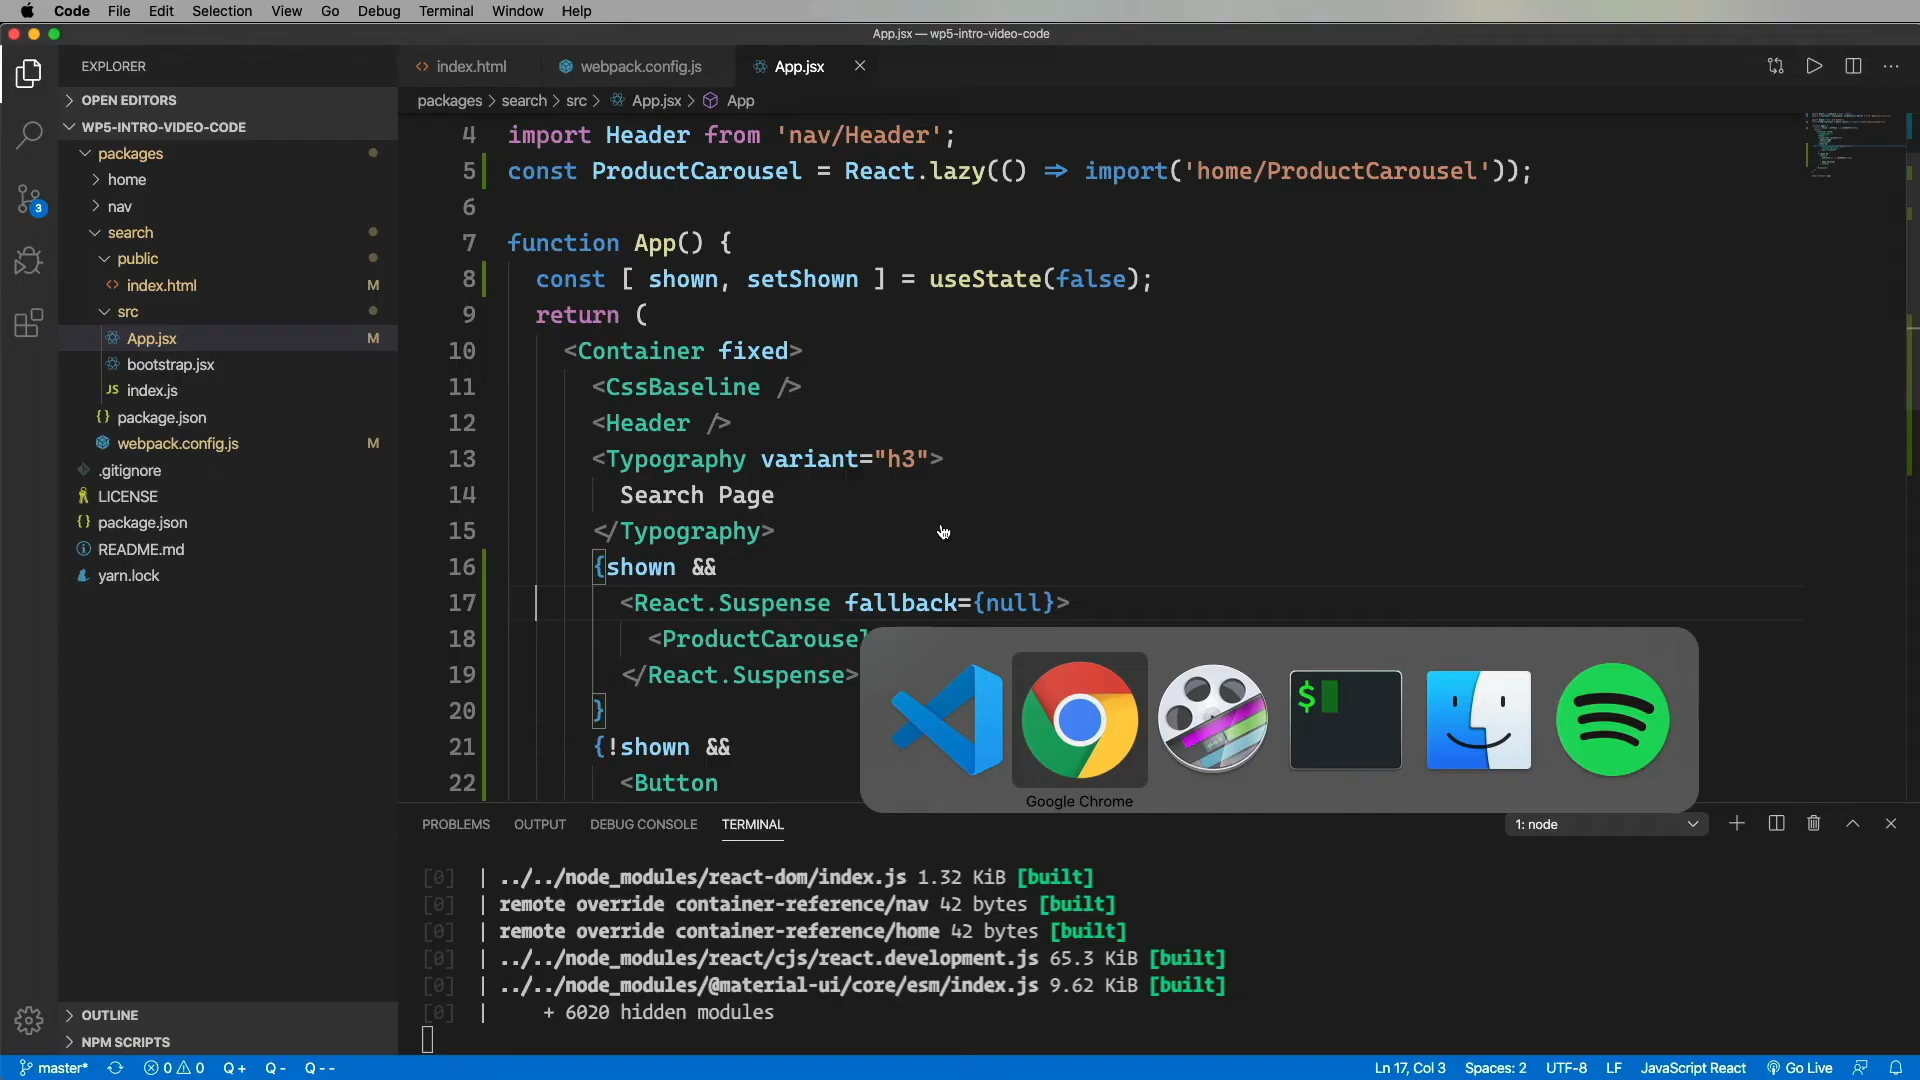 Code File Edit Selection View Go Debug Terminal Window Help
App.jsx — wp5-intro-video-code
EXPLORER
OPEN EDITORS
WP5-INTRO-VIDEO-CODE
packages
home
nav
search
public
index.html M
src
App.jsx M
bootstrap.jsx
JS index.js
{} package.json
webpack.config.js M
.gitignore
LICENSE
{} package.json
README.md
yarn.lock
OUTLINE
NPM SCRIPTS
3
index.html webpack.config.js App.jsx
packages > search > src > App.jsx > App
4 import Header from 'nav/Header';
5 const ProductCarousel = React.lazy(() => import('home/ProductCarousel'));
6
7 function App() {
8 const [ shown, setShown ] = useState(false);
9 return (
10 <Container fixed>
11 <CssBaseline />
12 <Header />
13 <Typography variant="h3">
14 Search Page
15 </Typography>
16 {shown &&
17 <React.Suspense fallback={null}>
18 <ProductCarousel
19 </React.Suspense>
20 }
21 {!shown &&
22 <Button
$
Google Chrome
PROBLEMS OUTPUT DEBUG CONSOLE TERMINAL 1: node
[0] | ../../node_modules/react-dom/index.js 1.32 KiB [built]
[0] | remote override container-reference/nav 42 bytes [built]
[0] | remote override container-reference/home 42 bytes [built]
[0] | ../../node_modules/react/cjs/react.development.js 65.3 KiB [built]
[0] | ../../node_modules/@material-ui/core/esm/index.js 9.62 KiB [built]
[0] | + 6020 hidden modules
master* 0 0 Q + Q - Q - - Ln 17, Col 3 Spaces: 2 UTF-8 LF JavaScript React Go Live